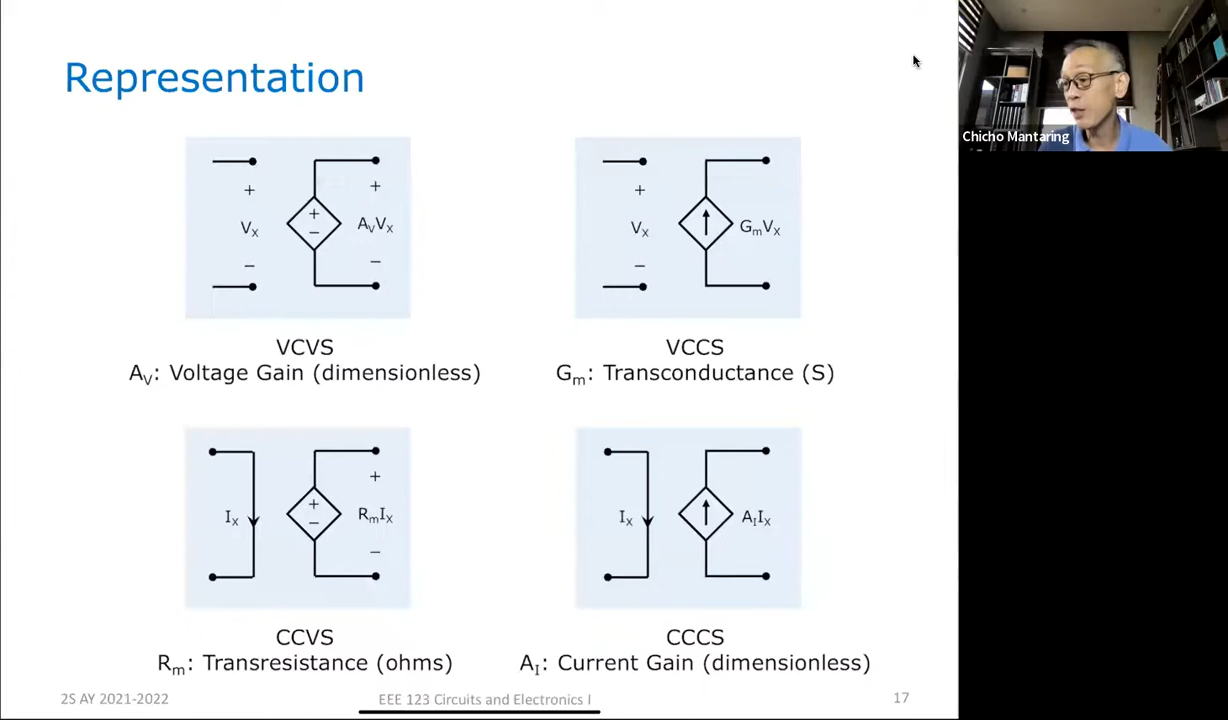 Representation
Chicho Mantaring
+
+
+
Vx
+
−
AvVx
Vx
GmVx
−
−
−
VCVS
VCCS
Av: Voltage Gain (dimensionless)
Gm: Transconductance (S)
+
Ix
+
−
RmIx
Ix
AIIx
−
CCVS
CCCS
Rm: Transresistance (ohms)
AI: Current Gain (dimensionless)
2S AY 2021-2022
EEE 123 Circuits and Electronics I
17